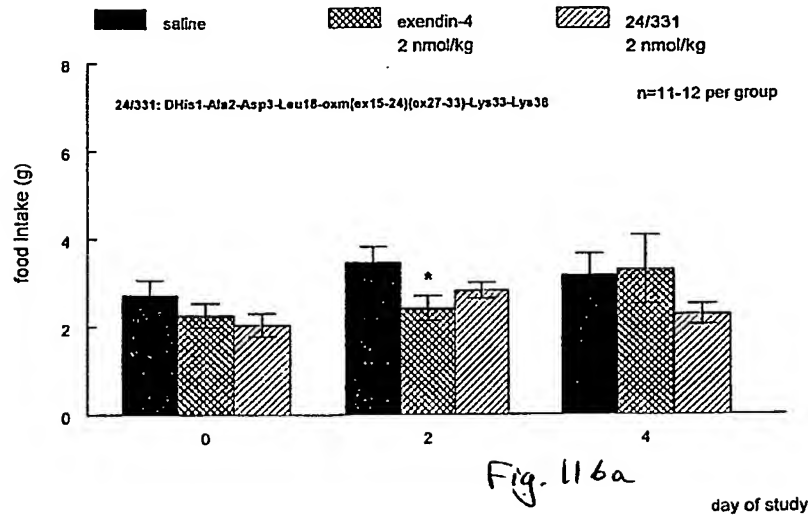 saline
exendin-4
2 nmol/kg
24/331
2 nmol/kg
24/331: DHis1-Ala2-Asp3-Leu18-oxm(ex15-24)(ox27-33)-Lys33-Lys38
n=11-12 per group
food intake (g)
8
6
4
2
0
*
0
2
4
Fig. 116a
day of study